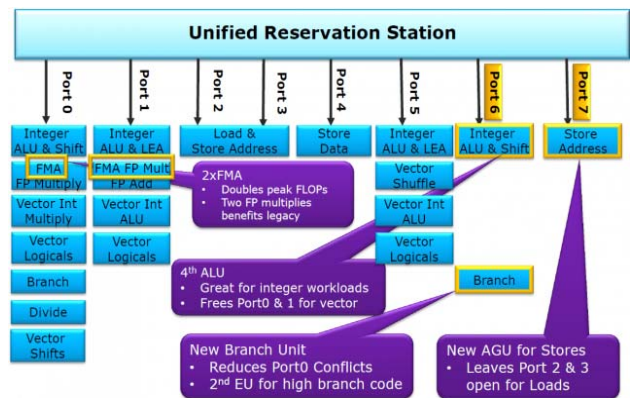 Unified Reservation Station
Port 0
Port 1
Port 2
Port 3
Port 4
Port 5
Port 6
Port 7
Integer
ALU & Shift
Integer
ALU & LEA
Load &
Store Address
Store
Data
Integer
ALU & LEA
Integer
ALU & Shift
Store
Address
FMA
FP Multiply
FMA FP Mult
FP Add
Vector Int
Multiply
Vector Int
ALU
Vector
Logicals
Vector
Logicals
Branch
Divide
Vector
Shifts
Vector
Shuffle
Vector Int
ALU
Vector
Logicals
Branch
2xFMA
• Doubles peak FLOPs
• Two FP multiplies
benefits legacy
4th ALU
• Great for integer workloads
• Frees Port0 & 1 for vector
New Branch Unit
• Reduces Port0 Conflicts
• 2nd EU for high branch code
New AGU for Stores
• Leaves Port 2 & 3
open for Loads